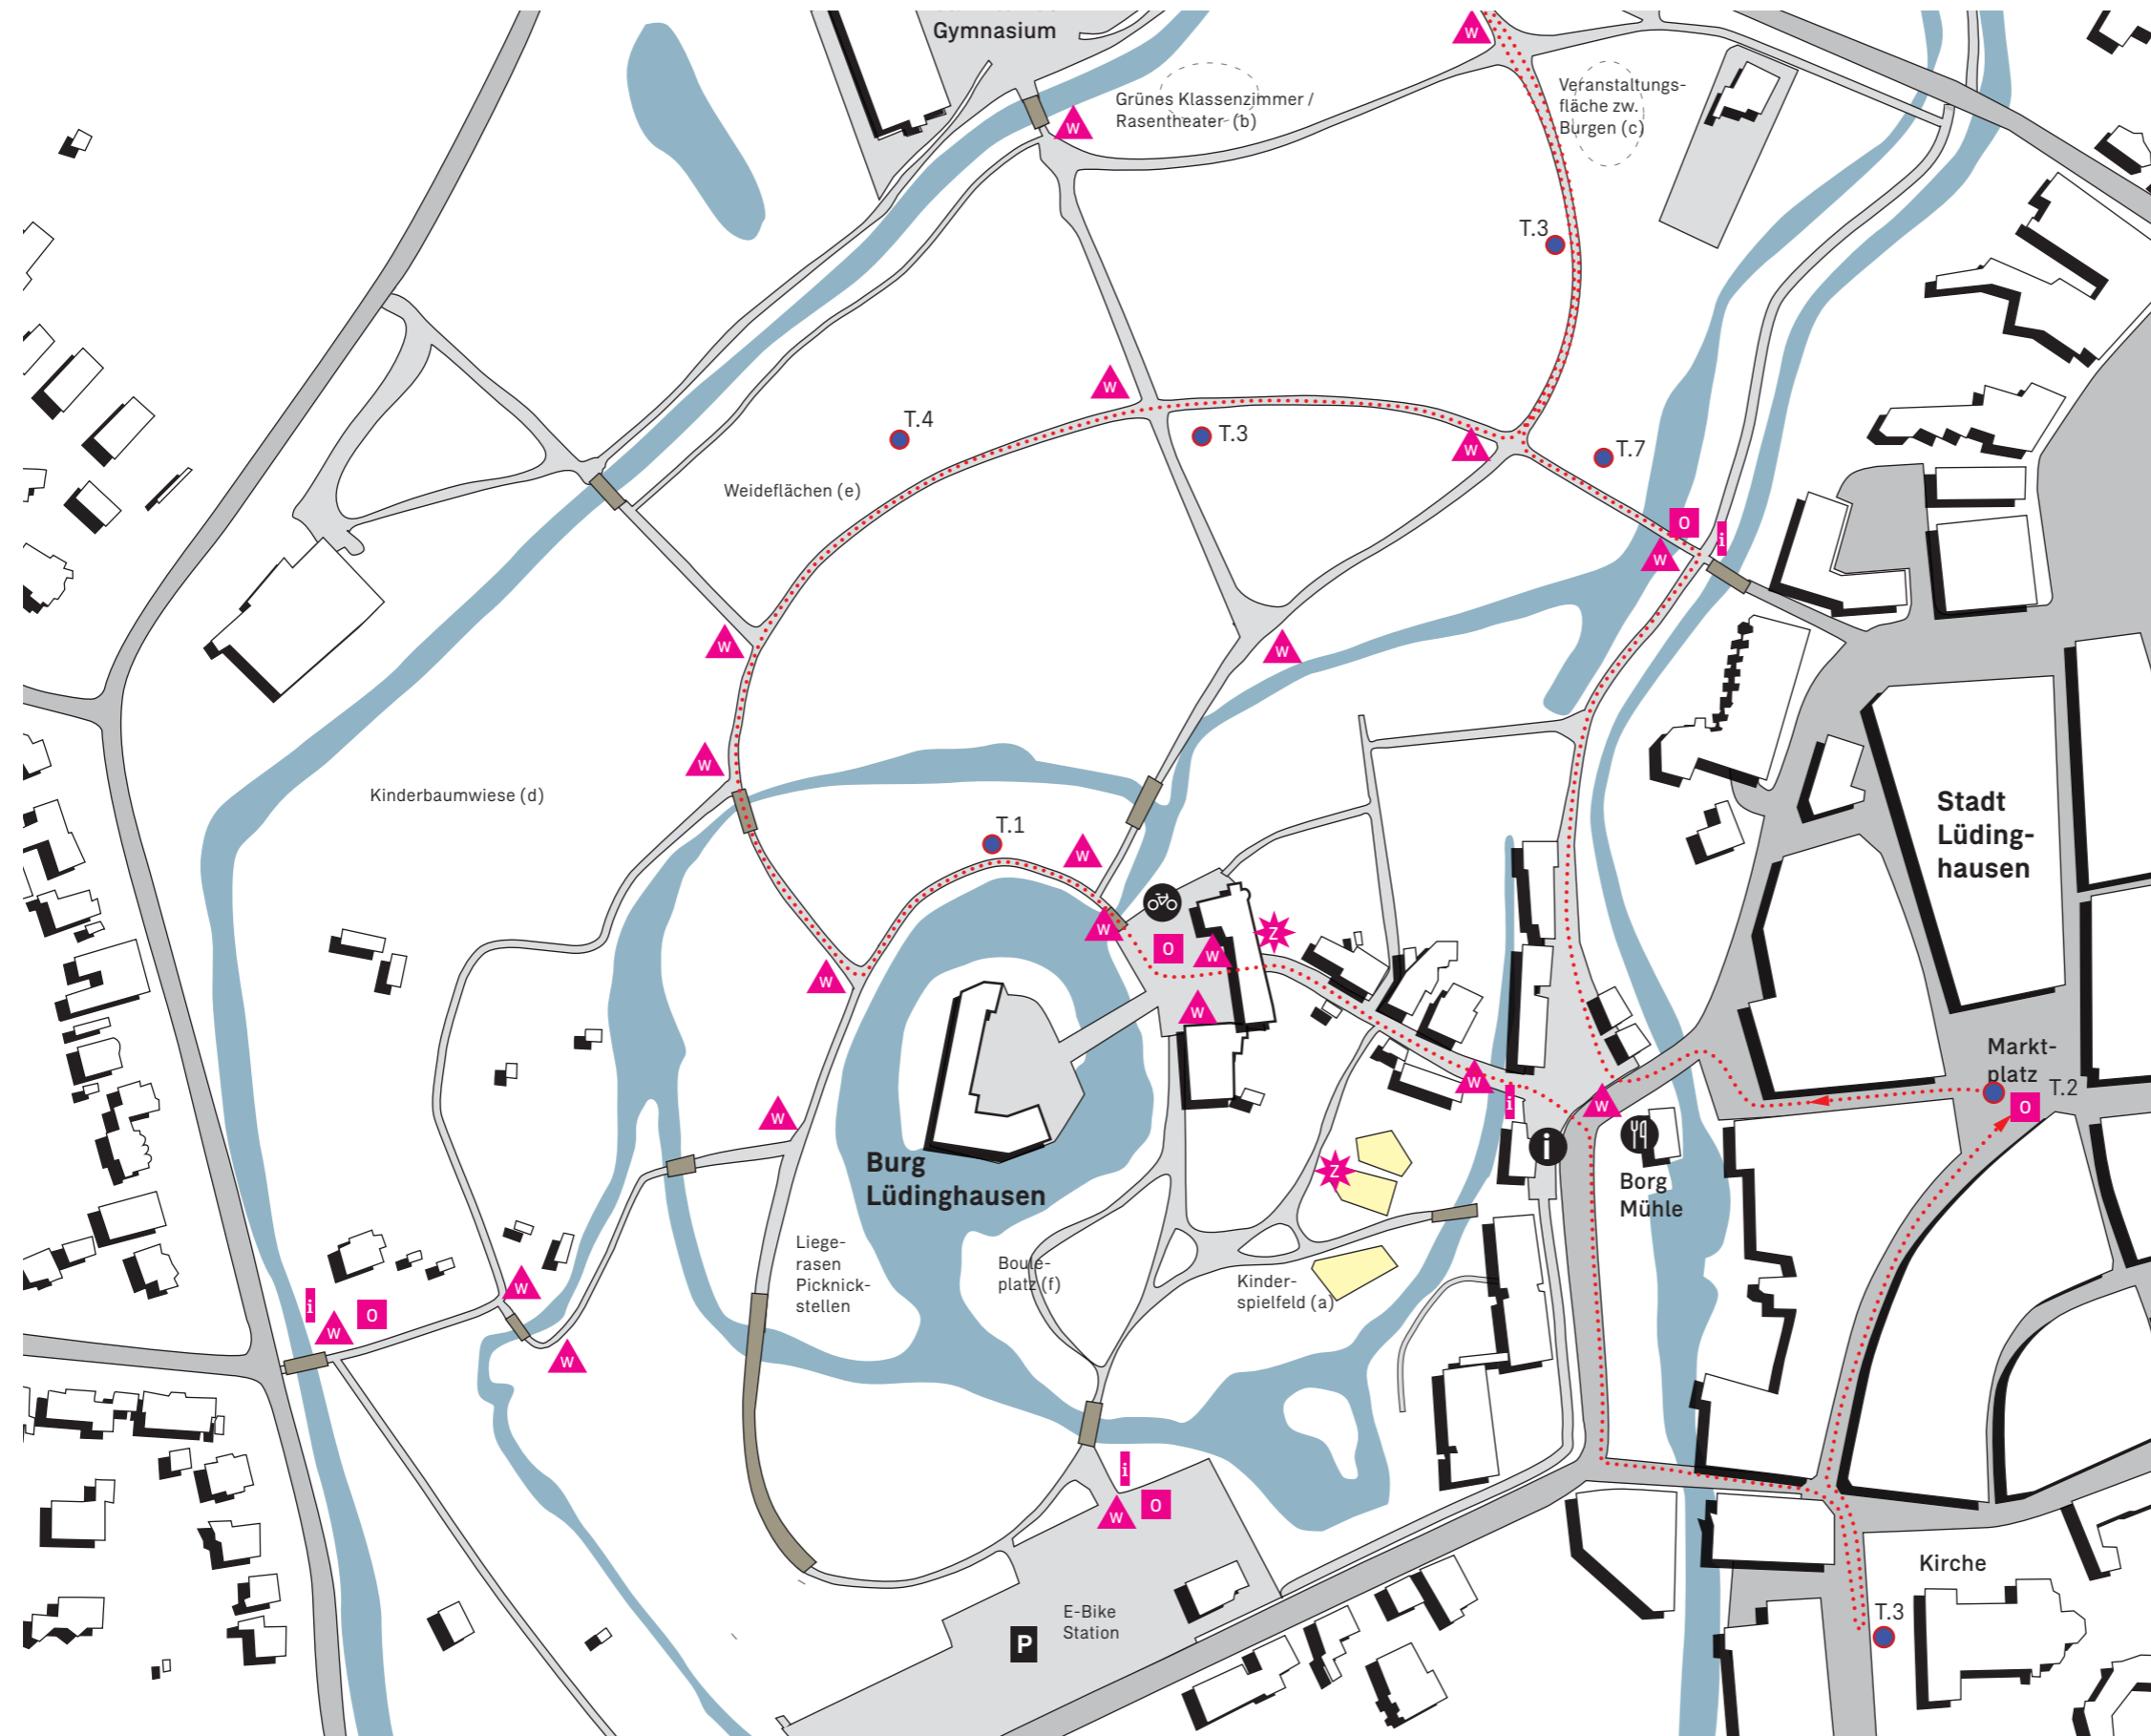 Gymnasium
W
W
Grünes Klassenzimmer /
Rasentheater (b)
Veranstaltungs-
fläche zw.
Burgen (c)
T.3
W
T.4
T.3
W
T.7
Weideflächen (e)
O
W
i
W
W
W
Kinderbaumwiese (d)
Stadt
Lüding-
hausen
T.1
W
W
O
W
Z
W
W
Markt-
platz
T.2
O
W
W
i
W
i
Burg
Lüdinghausen
Z
Borg
Mühle
Liege-
rasen
Picknick-
stellen
Boule-
platz (f)
Kinder-
spielfeld (a)
W
i
W
O
W
i
W
O
Kirche
T.3
E-Bike
Station
P